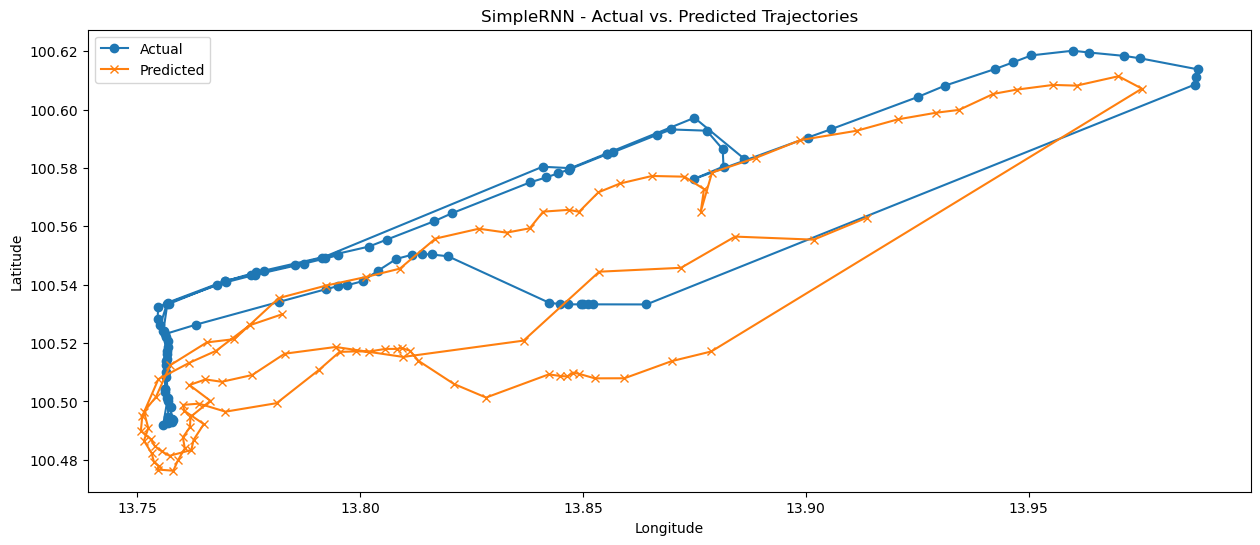 SimpleRNN - Actual vs. Predicted Trajectories
Actual
Predicted
100.62
100.60
100.58
100.56
100.54
100.52
100.50
100.48
Latitude
13.75 13.80 13.85 13.90 13.95
Longitude